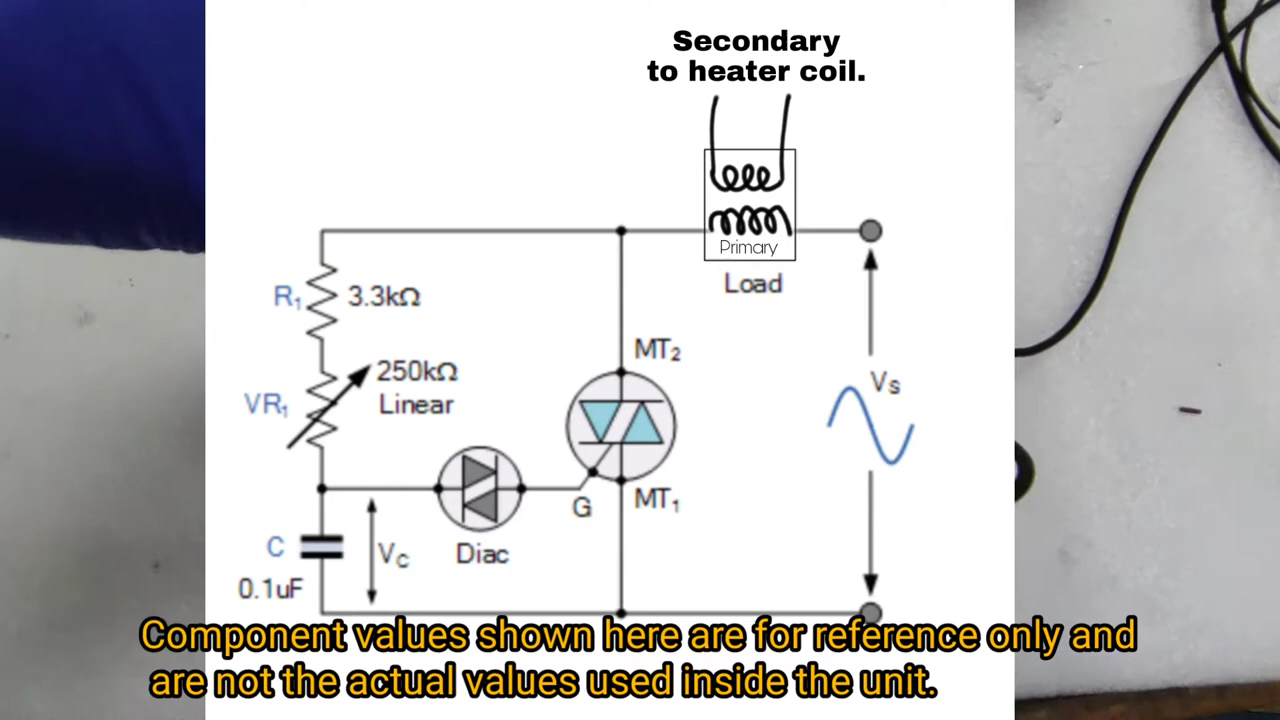 Secondary
to heater coil.
Primary
Load
R1 3.3kΩ
MT2
250kΩ
VR1 Linear
Vs
G MT1
C Vc Diac
0.1uF
Component values shown here are for reference only and
are not the actual values used inside the unit.